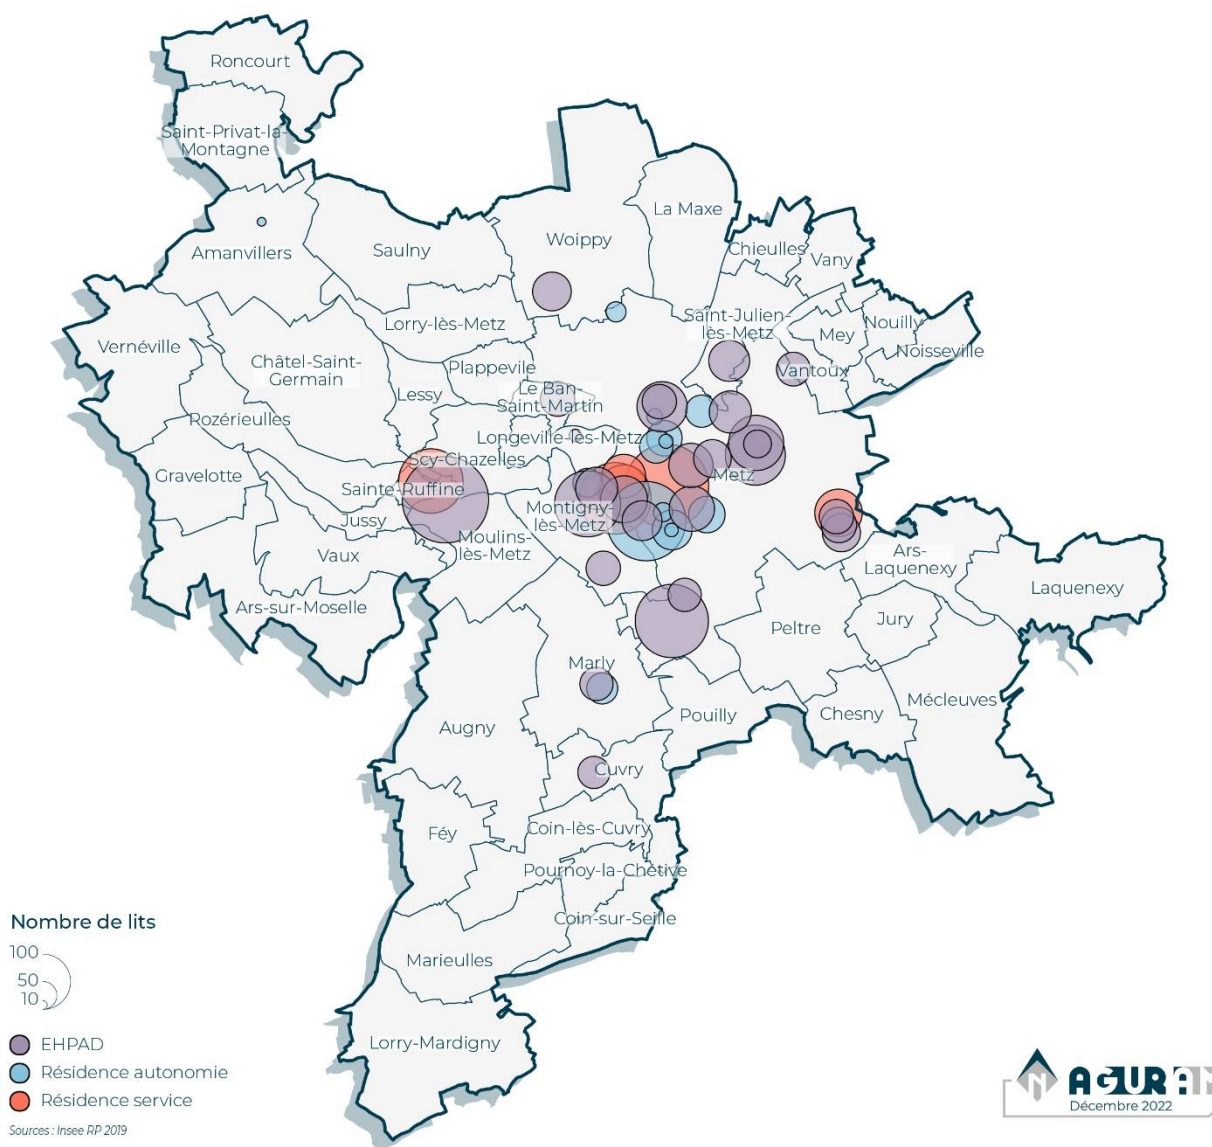 Roncourt
Saint-Privat-la-
Montagne
Amanvillers
Saulny
Woippy
La Maxe
Chieulles
Vany
Vernéville
Châtel-Saint-
Germain
Lorry-lès-Metz
Plappeville
Lessy
Le Ban-
Saint-Martin
Saint-Julien-
lès-Metz
Mey
Nouilly
Noisseville
Vantoux
Rozérieulles
Longeville-lès-Metz
Scy-Chazelles
Gravelotte
Sainte-Ruffine
Metz
Jussy
Montigny-
lès-Metz
Moulins-
lès-Metz
Vaux
Ars-sur-Moselle
Ars-
Laquenexy
Laquenexy
Peltre
Jury
Marly
Augny
Pouilly
Chesny
Mécleuves
Cuvry
Féy
Coin-lès-Cuvry
Pournoy-la-Chétive
Coin-sur-Seille
Marieulles
Lorry-Mardigny
Nombre de lits
100
50
10
EHPAD
Résidence autonomie
Résidence service
Sources : Insee RP 2019
N
AGURAM
Décembre 2022